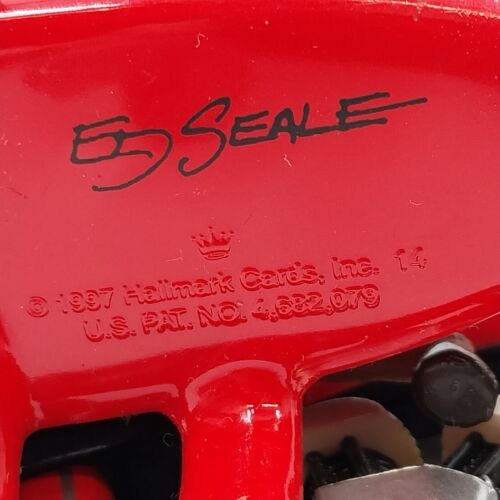 ED SEALE
© 1997 Hallmark Cards, Inc. 14
U.S. PAT. NO. 4,682,079